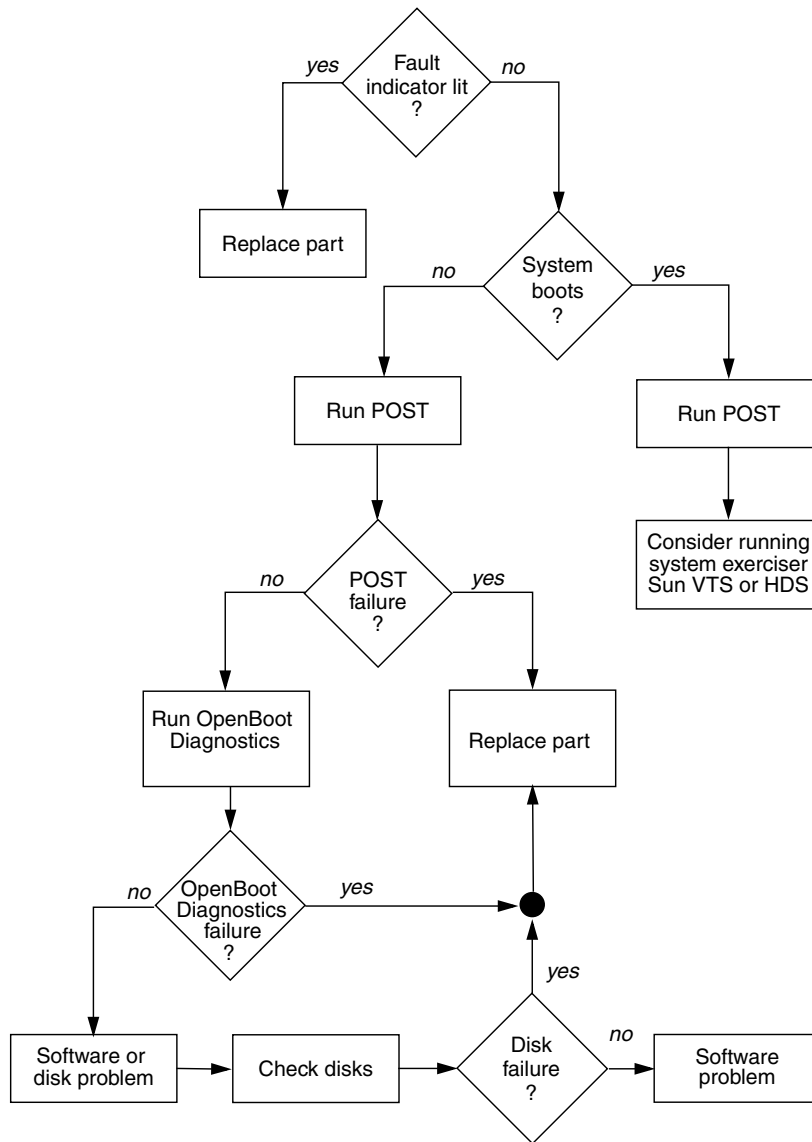 Fault
indicator lit
?
yes
no
Replace part
System
boots
?
no
yes
Run POST
Run POST
Consider running
system exerciser
Sun VTS or HDS
POST
failure
?
no
yes
Run OpenBoot
Diagnostics
Replace part
OpenBoot
Diagnostics
failure
?
no
yes
yes
Software or
disk problem
Check disks
Disk
failure
?
no
Software
problem